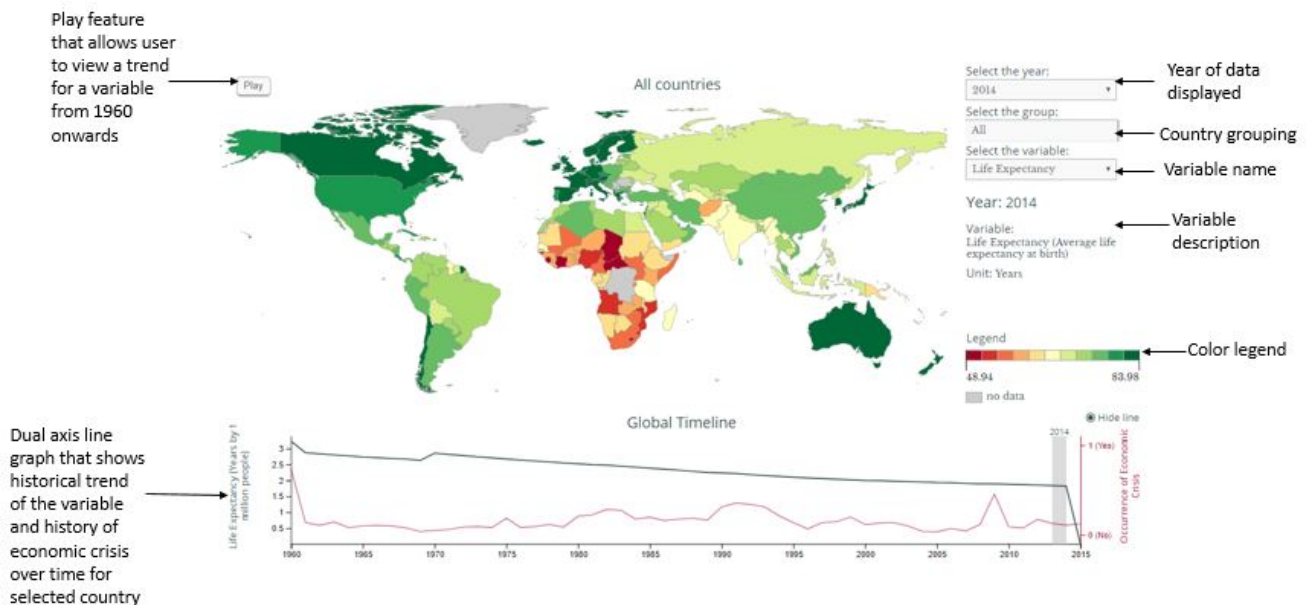 Play feature
that allows user
to view a trend
for a variable
from 1960
onwards
Play
All countries
Select the year:
2014
Select the group:
All
Select the variable:
Life Expectancy
Year: 2014
Variable:
Life Expectancy (Average life
expectancy at birth)
Unit: Years
Year of data
displayed
Country grouping
Variable name
Variable
description
Legend
48.94
83.98
no data
Color legend
Global Timeline
Hide line
2014
Dual axis line
graph that shows
historical trend
of the variable
and history of
economic crisis
over time for
selected country
Life Expectancy (Years by 1
million people)
3
2.5
2
1.5
1
0.5
1960
1965
1970
1975
1980
1985
1990
1995
2000
2005
2010
2015
1 (Yes)
0 (No)
Occurrence of Economic
Crisis